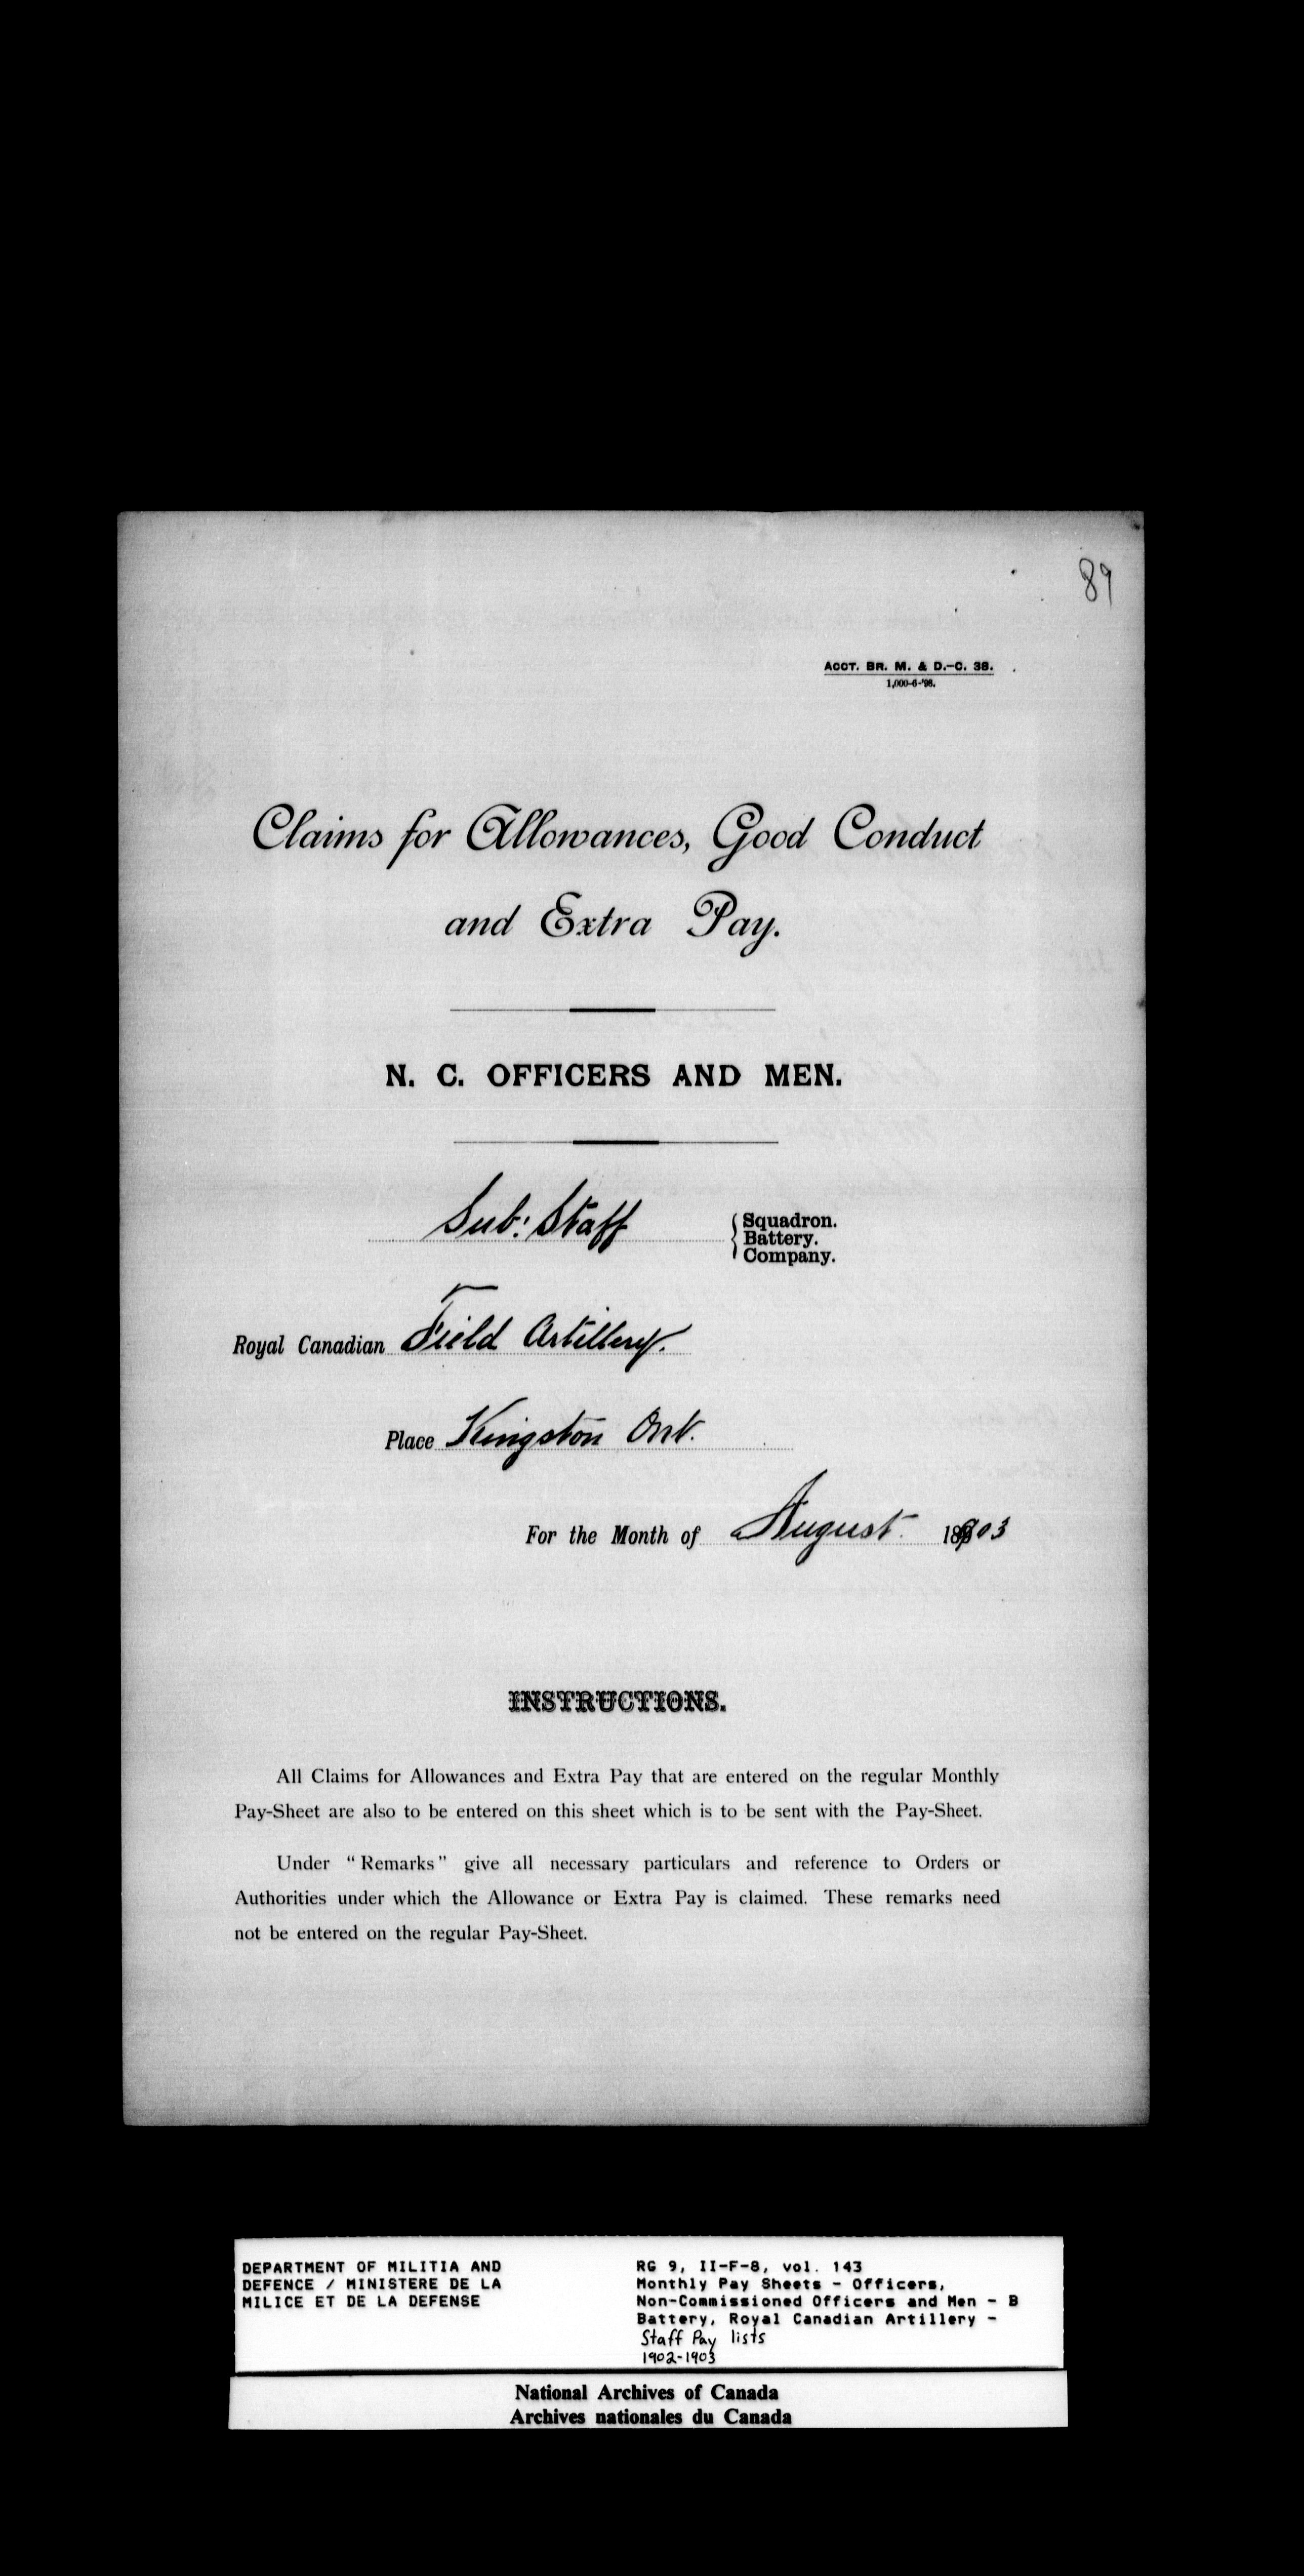 89
ACCT. BR. M. & D.-C. 38.
1,000-6-'98.
Claims for Allowances, Good Conduct
and Extra Pay.
N. C. OFFICERS AND MEN.
Sub: Staff
Squadron.
Battery.
Company.
Royal Canadian Field Artillery.
Place Kingston Ont.
For the Month of August 1903
INSTRUCTIONS.
All Claims for Allowances and Extra Pay that are entered on the regular Monthly
Pay-Sheet are also to be entered on this sheet which is to be sent with the Pay-Sheet.
Under "Remarks" give all necessary particulars and reference to Orders or
Authorities under which the Allowance or Extra Pay is claimed. These remarks need
not be entered on the regular Pay-Sheet.
DEPARTMENT OF MILITIA AND
DEFENCE / MINISTERE DE LA
MILICE ET DE LA DEFENSE
RG 9, II-F-8, vol. 143
Monthly Pay Sheets - Officers,
Non-Commissioned Officers and Men - B
Battery, Royal Canadian Artillery -
Staff Pay lists
1902-1903
National Archives of Canada
Archives nationales du Canada